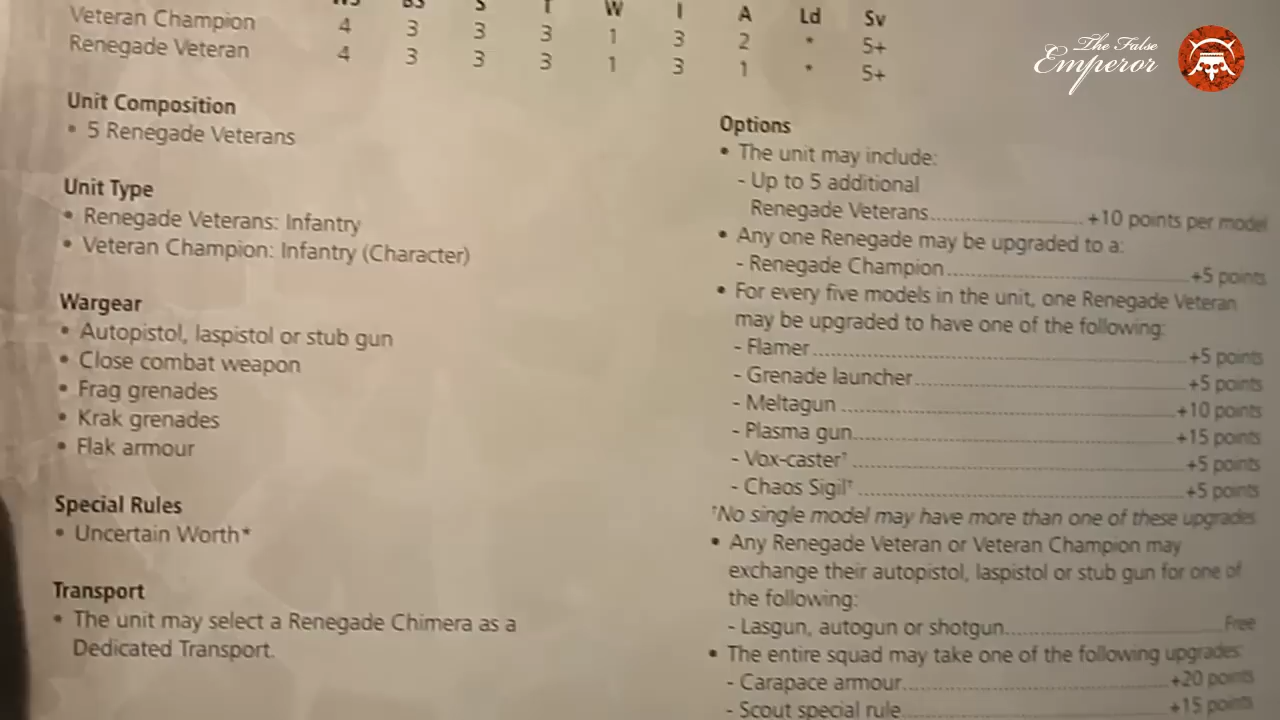 WS BS S T W I A Ld Sv
Veteran Champion 4 3 3 3 1 3 2 * 5+
Renegade Veteran 4 3 3 3 1 3 1 * 5+
The False
Emperor
Unit Composition
• 5 Renegade Veterans
Unit Type
• Renegade Veterans: Infantry
• Veteran Champion: Infantry (Character)
Wargear
• Autopistol, laspistol or stub gun
• Close combat weapon
• Frag grenades
• Krak grenades
• Flak armour
Special Rules
• Uncertain Worth*
Transport
• The unit may select a Renegade Chimera as a
Dedicated Transport.
Options
• The unit may include:
- Up to 5 additional
Renegade Veterans..............................+10 points per model
• Any one Renegade may be upgraded to a:
- Renegade Champion..............................+5 points
• For every five models in the unit, one Renegade Veteran
may be upgraded to have one of the following:
- Flamer..............................+5 points
- Grenade launcher..............................+5 points
- Meltagun..............................+10 points
- Plasma gun..............................+15 points
- Vox-caster†..............................+5 points
- Chaos Sigil†..............................+5 points
†No single model may have more than one of these upgrades
• Any Renegade Veteran or Veteran Champion may
exchange their autopistol, laspistol or stub gun for one of
the following:
- Lasgun, autogun or shotgun..............................Free
• The entire squad may take one of the following upgrades:
- Carapace armour..............................+20 points
- Scout special rule..............................+15 points